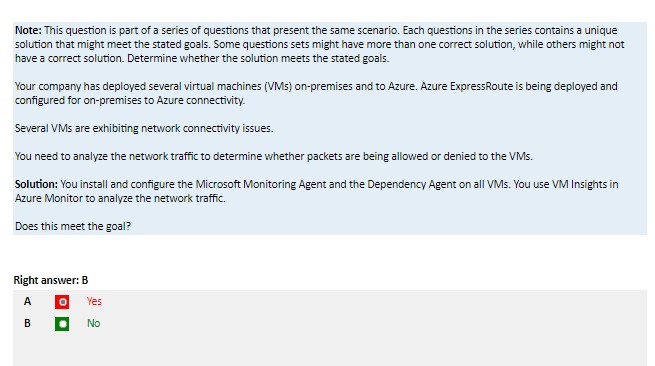 Note: This question is part of a series of questions that present the same scenario. Each questions in the series contains a unique
solution that might meet the stated goals. Some questions sets might have more than one correct solution, while others might not
have a correct solution. Determine whether the solution meets the stated goals.
Your company has deployed several virtual machines (VMs) on-premises and to Azure. Azure ExpressRoute is being deployed and
configured for on-premises to Azure connectivity.
Several VMs are exhibiting network connectivity issues.
You need to analyze the network traffic to determine whether packets are being allowed or denied to the VMs.
Solution: You install and configure the Microsoft Monitoring Agent and the Dependency Agent on all VMs. You use VM Insights in
Azure Monitor to analyze the network traffic.
Does this meet the goal?
Right answer: B
A Yes
B No